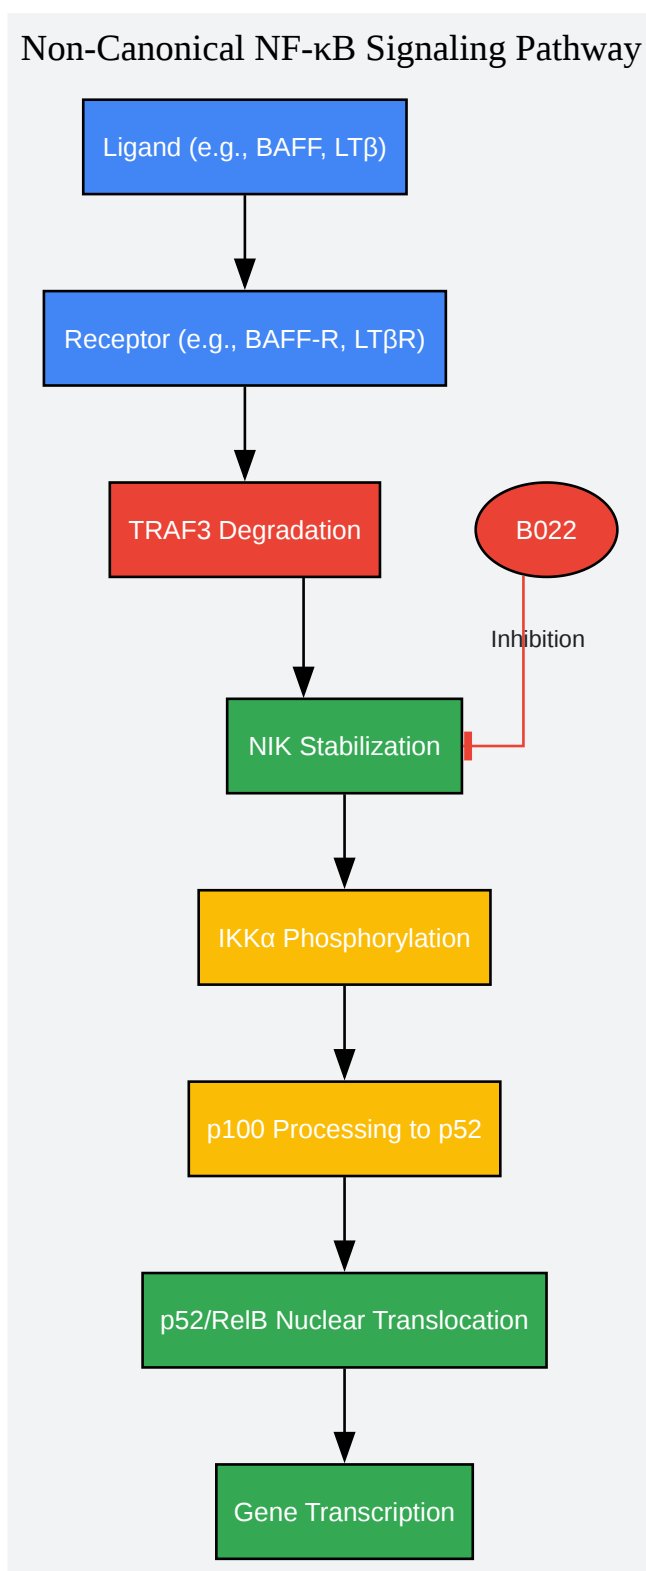 Non-Canonical NF-κB Signaling Pathway
Ligand (e.g., BAFF, LTβ)
Receptor (e.g., BAFF-R, LTβR)
TRAF3 Degradation
B022
Inhibition
NIK Stabilization
IKKα Phosphorylation
p100 Processing to p52
p52/RelB Nuclear Translocation
Gene Transcription